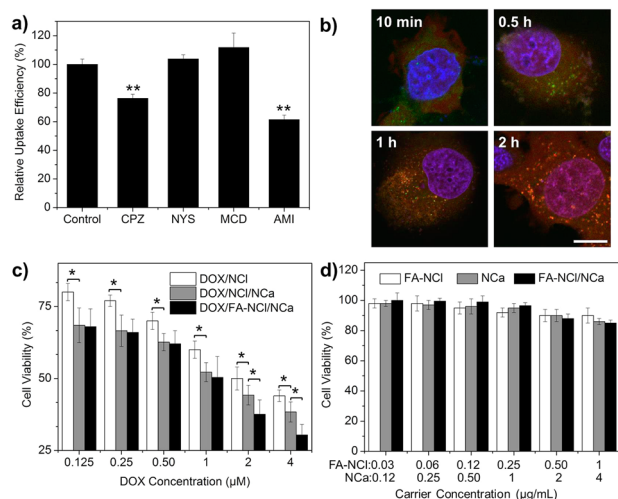 a)
Relative Uptake Efficiency (%)
140
120
100
80
60
40
20
0
**
**
Control CPZ NYS MCD AMI
b)
10 min
0.5 h
1 h
2 h
c)
Cell Viability (%)
75
50
25
DOX/NCl
DOX/NCl/NCa
DOX/FA-NCl/NCa
* * * * * * * *
0.125 0.25 0.50 1 2 4
DOX Concentration (µM)
d)
Cell Viability (%)
120
100
80
60
40
20
0
FA-NCl NCa FA-NCl/NCa
FA-NCl:0.03 0.06 0.12 0.25 0.50 1
NCa:0.12 0.25 0.50 1 2 4
Carrier Concentration (µg/mL)